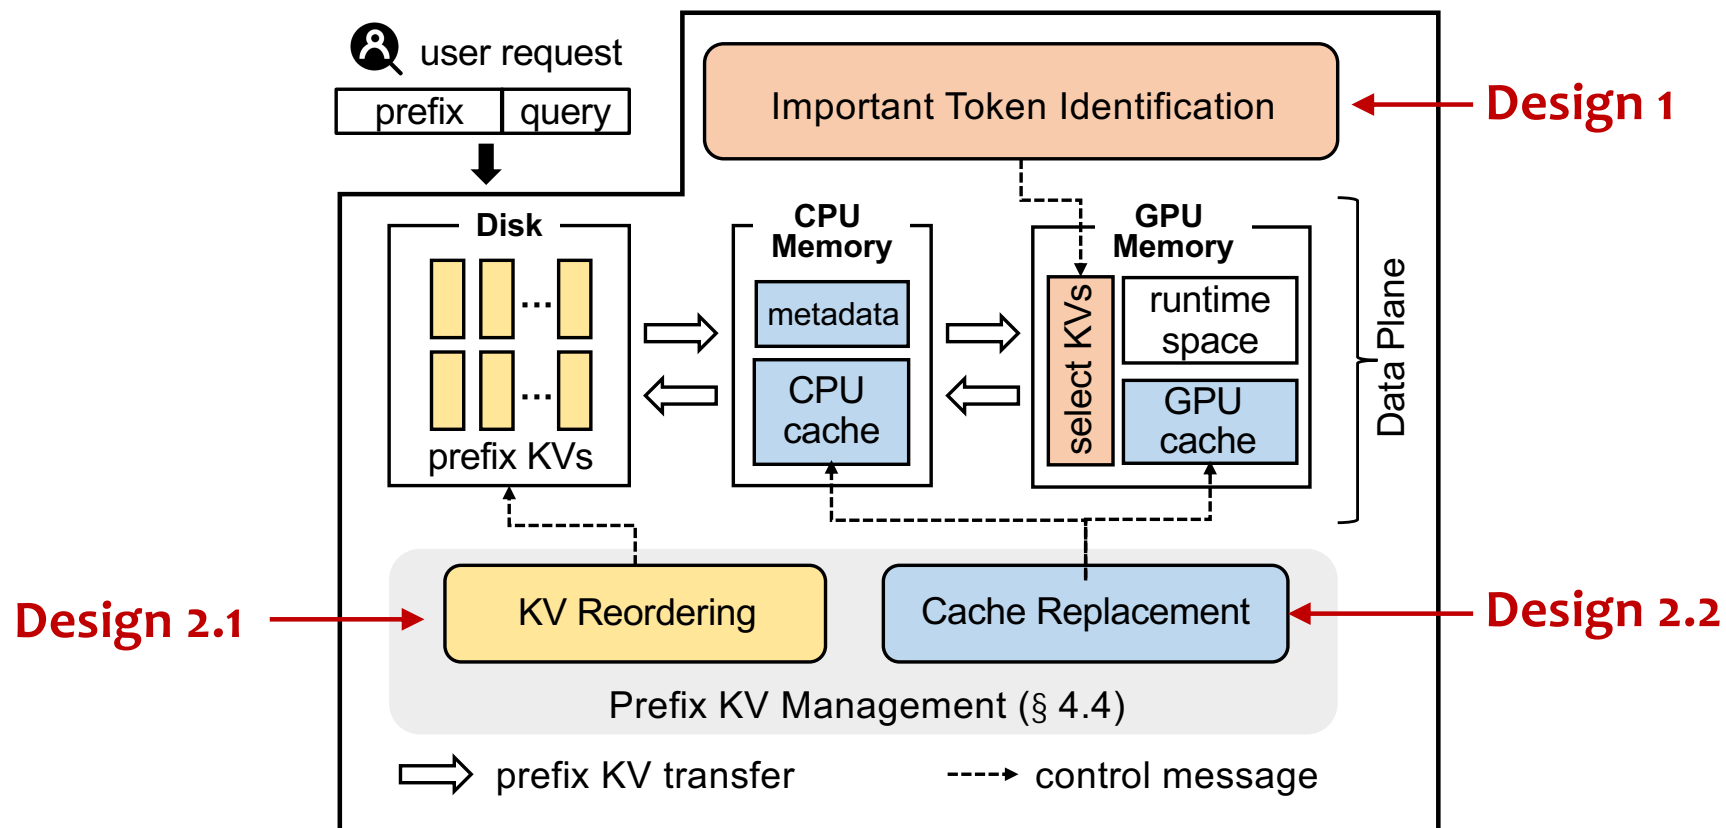 user request
prefix query
Important Token Identification
Design 1
Disk
CPU
Memory
GPU
Memory
... 
...
prefix KVs
metadata
CPU
cache
select KVs
runtime
space
GPU
cache
Data Plane
KV Reordering
Cache Replacement
Design 2.1
Design 2.2
Prefix KV Management (§ 4.4)
prefix KV transfer
control message